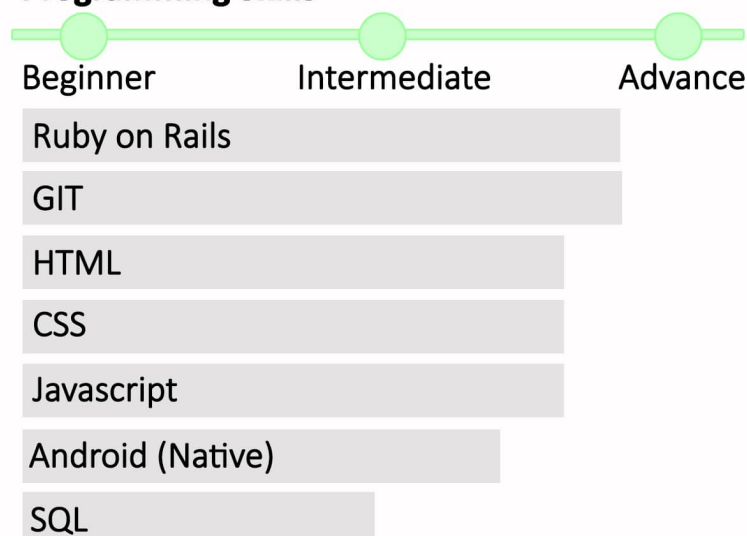 Beginner Intermediate Advance
Ruby on Rails
GIT
HTML
CSS
Javascript
Android (Native)
SQL